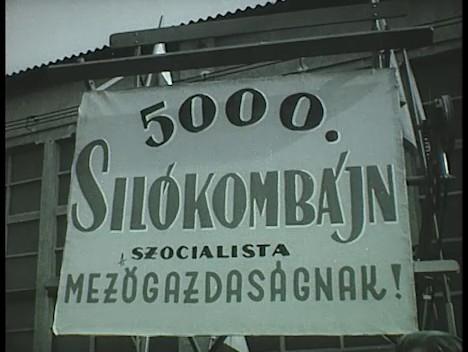 5000.
SILÓKOMBÁJN
A SZOCIALISTA
MEZŐGAZDASÁGNAK!